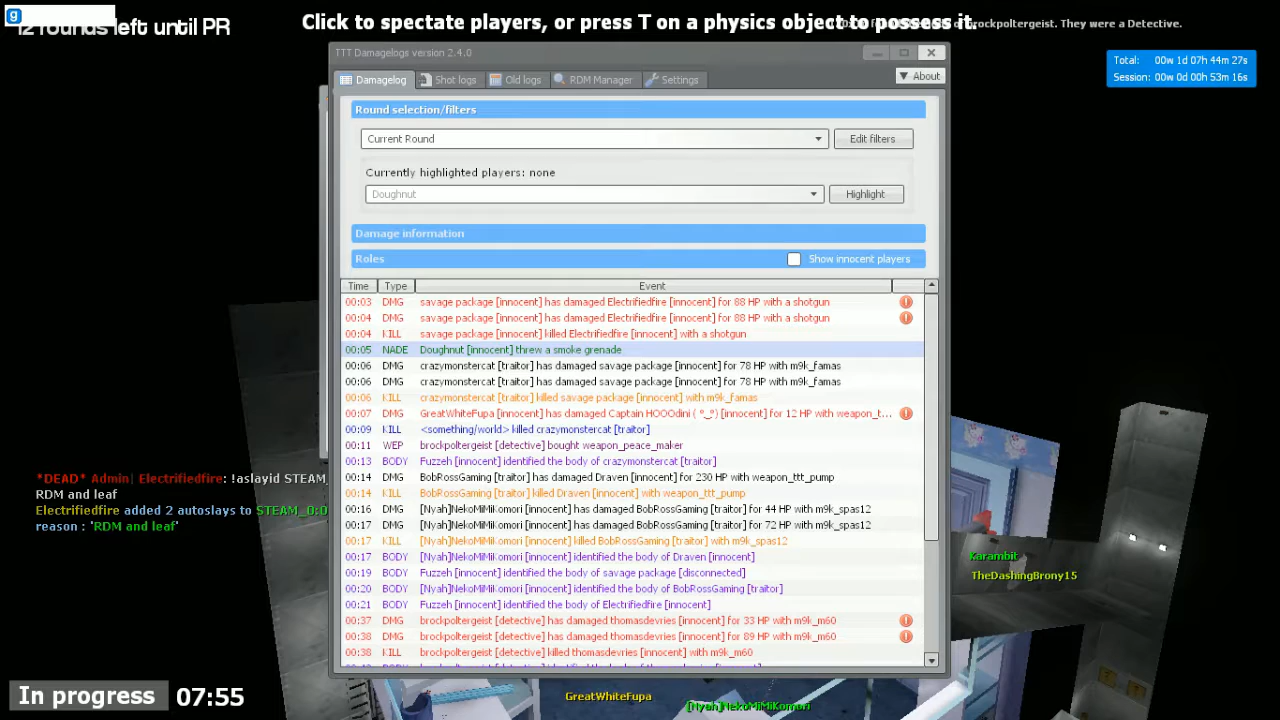 12 rounds left until PR
Click to spectate players, or press T on a physics object to possess it.
brockpoltergeist. They were a Detective.
TTT Damagelogs version 2.4.0
Total: 00w 1d 07h 44m 27s
Session: 00w 0d 00h 53m 16s
Damagelog Shot logs Old logs RDM Manager Settings
▼ About
Round selection/filters
Current Round
Edit filters
Currently highlighted players: none
Doughnut
Highlight
Damage information
Roles
Show innocent players
Time Type Event
00:03 DMG savage package [innocent] has damaged Electrifiedfire [innocent] for 88 HP with a shotgun
00:04 DMG savage package [innocent] has damaged Electrifiedfire [innocent] for 88 HP with a shotgun
00:04 KILL savage package [innocent] killed Electrifiedfire [innocent] with a shotgun
00:05 NADE Doughnut [innocent] threw a smoke grenade
00:06 DMG crazymonstercat [traitor] has damaged savage package [innocent] for 78 HP with m9k_famas
00:06 DMG crazymonstercat [traitor] has damaged savage package [innocent] for 78 HP with m9k_famas
00:06 KILL crazymonstercat [traitor] killed savage package [innocent] with m9k_famas
00:07 DMG GreatWhiteFupa [innocent] has damaged Captain HOOOdini ( °͜ʖ°) [innocent] for 12 HP with weapon_t...
00:09 KILL <something/world> killed crazymonstercat [traitor]
00:11 WEP brockpoltergeist [detective] bought weapon_peace_maker
00:13 BODY Fuzzeh [innocent] identified the body of crazymonstercat [traitor]
00:14 DMG BobRossGaming [traitor] has damaged Draven [innocent] for 230 HP with weapon_ttt_pump
00:14 KILL BobRossGaming [traitor] killed Draven [innocent] with weapon_ttt_pump
00:16 DMG [Nyah]NekoMiMiKomori [innocent] has damaged BobRossGaming [traitor] for 44 HP with m9k_spas12
00:17 DMG [Nyah]NekoMiMiKomori [innocent] has damaged BobRossGaming [traitor] for 72 HP with m9k_spas12
00:17 KILL [Nyah]NekoMiMiKomori [innocent] killed BobRossGaming [traitor] with m9k_spas12
00:17 BODY [Nyah]NekoMiMiKomori [innocent] identified the body of Draven [innocent]
00:19 BODY Fuzzeh [innocent] identified the body of savage package [disconnected]
00:20 BODY [Nyah]NekoMiMiKomori [innocent] identified the body of BobRossGaming [traitor]
00:21 BODY Fuzzeh [innocent] identified the body of Electrifiedfire [innocent]
00:37 DMG brockpoltergeist [detective] has damaged thomasdevries [innocent] for 33 HP with m9k_m60
00:38 DMG brockpoltergeist [detective] has damaged thomasdevries [innocent] for 89 HP with m9k_m60
00:38 KILL brockpoltergeist [detective] killed thomasdevries [innocent] with m9k_m60
*DEAD* Admin| Electrifiedfire: !aslayid STEAM_
RDM and leaf
Electrifiedfire added 2 autoslays to STEAM_0:0
reason : 'RDM and leaf'
Xarambit
TheDashingBrony15
In progress 07:55
GreatWhiteFupa
[Nyah]NekoMiMiKomori